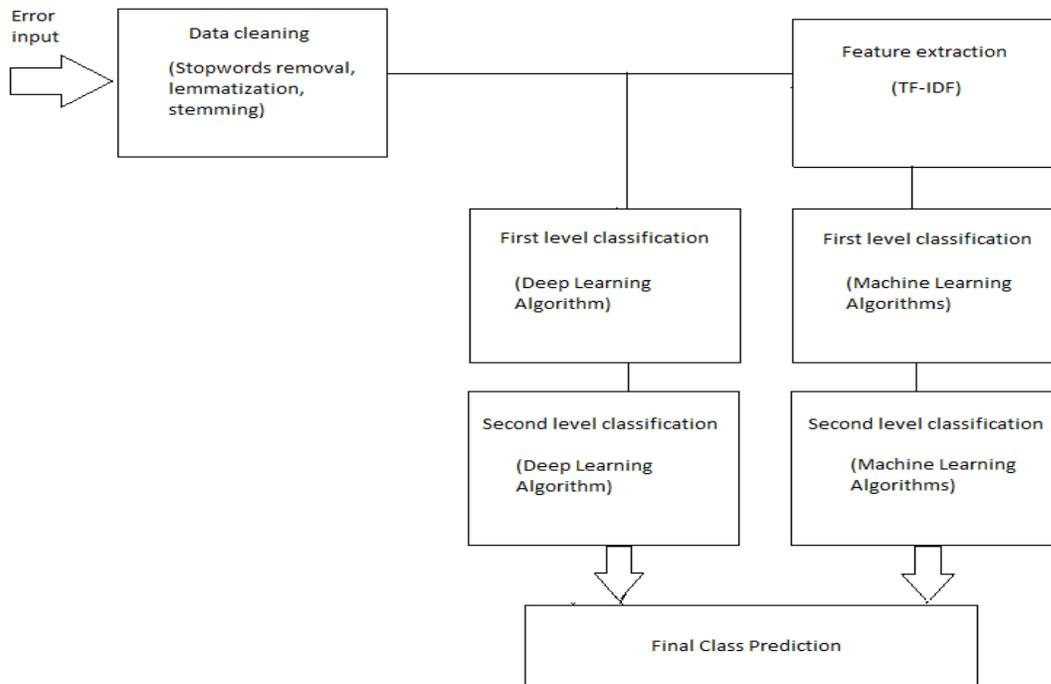 Error
input
Data cleaning
(Stopwords removal,
lemmatization,
stemming)
Feature extraction
(TF-IDF)
First level classification
(Deep Learning
Algorithm)
First level classification
(Machine Learning
Algorithms)
Second level classification
(Deep Learning
Algorithm)
Second level classification
(Machine Learning
Algorithms)
Final Class Prediction